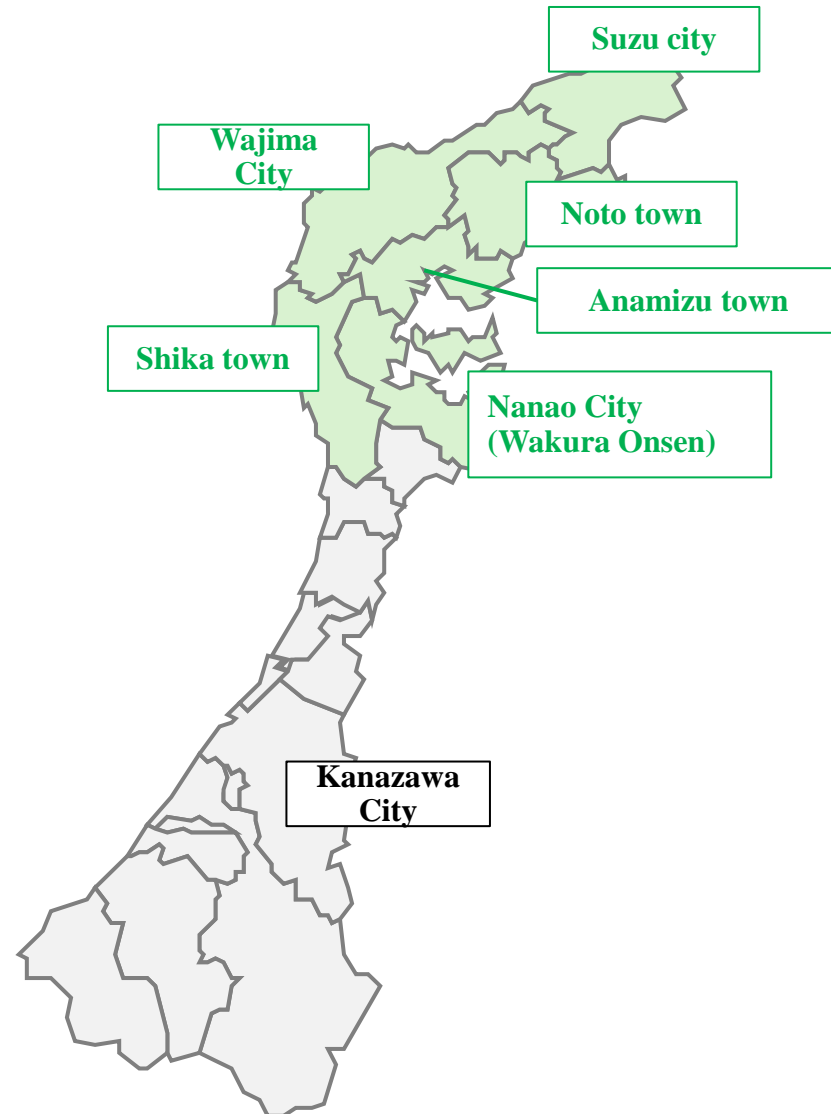 Suzu city
Wajima
City
Noto town
Anamizu town
Shika town
Nanao City
(Wakura Onsen)
Kanazawa
City